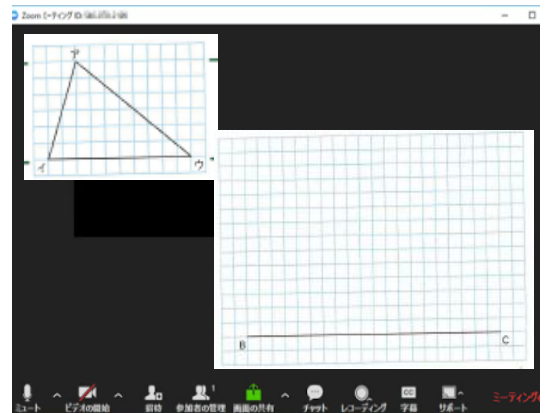 Zoom ミーティング ID:
ア
イ
ウ
B
C
1
CC
ミュート
ビデオの開始
招待
参加者の管理
画面の共有
チャット
レコーディング
字幕
サポート
ミーティング